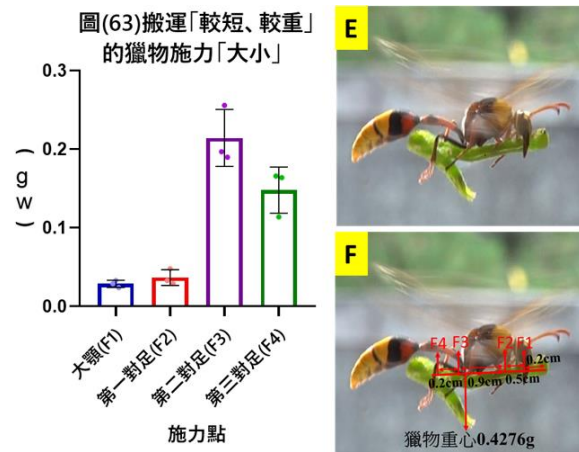 圖(63)搬運「較短、較重」
的獵物施力「大小」
0.3
0.2
0.1
0.0
(gw)
大顎(F1)
第一對足(F2)
第二對足(F3)
第三對足(F4)
施力點
E
F
F4 F3 F2 F1
0.2cm
0.2cm 0.9cm 0.5cm
獵物重心0.4276g